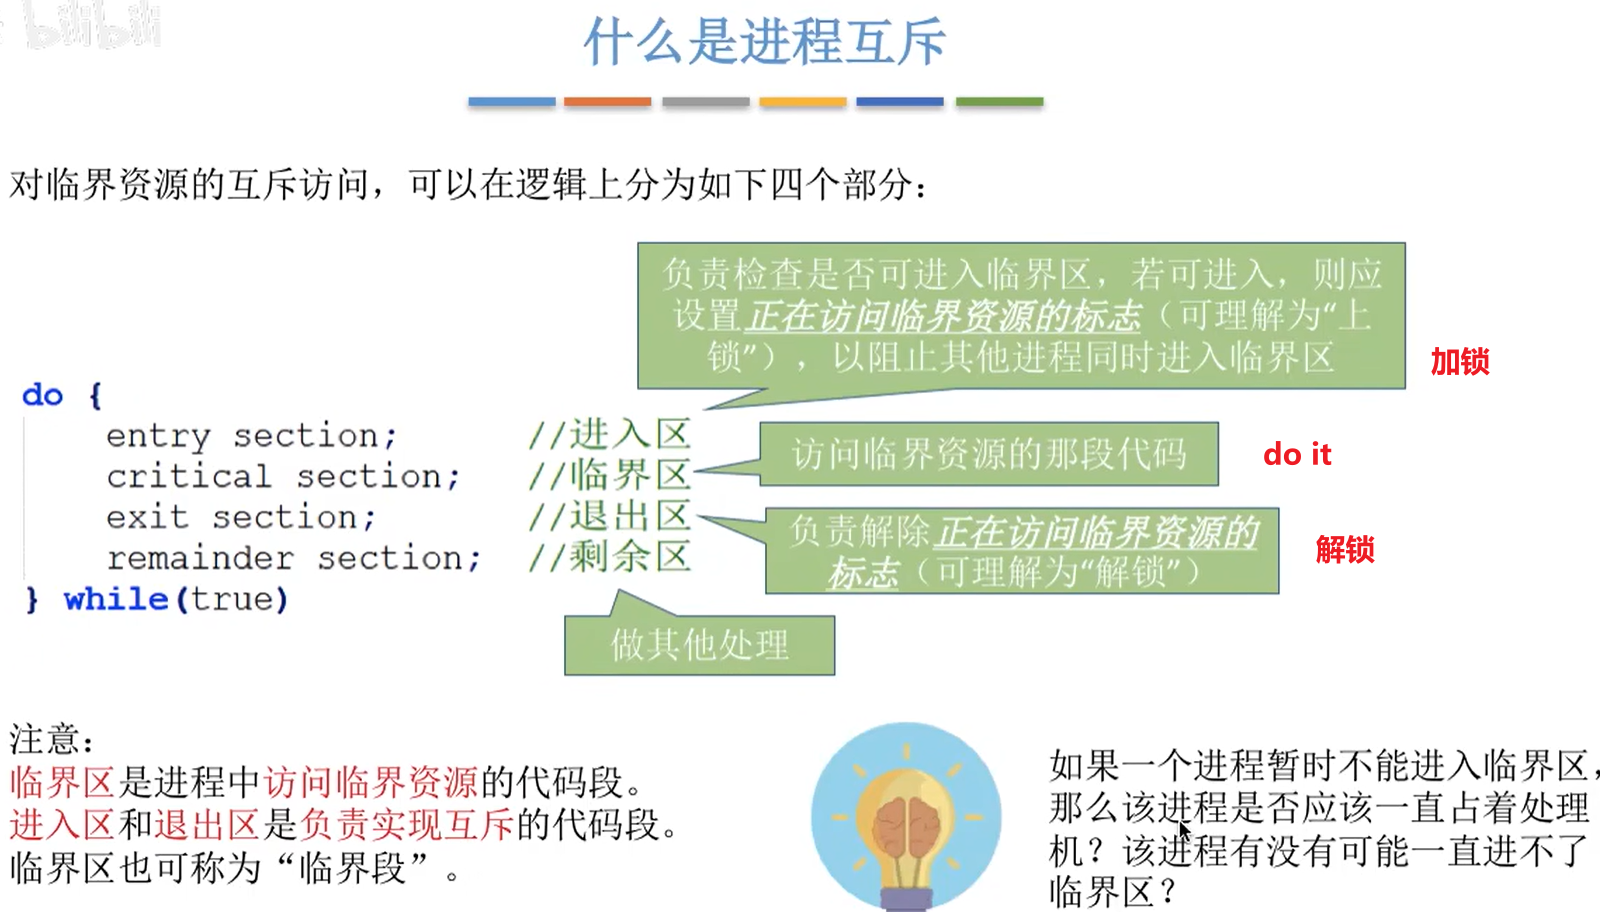 bilibili
什么是进程互斥
对临界资源的互斥访问，可以在逻辑上分为如下四个部分：
负责检查是否可进入临界区，若可进入，则应
设置正在访问临界资源的标志（可理解为“上
锁”），以阻止其他进程同时进入临界区
加锁
do {
entry section; //进入区
critical section; //临界区
exit section; //退出区
remainder section; //剩余区
} while(true)
访问临界资源的那段代码
do it
负责解除正在访问临界资源的
标志（可理解为“解锁”）
解锁
做其他处理
注意：
临界区是进程中访问临界资源的代码段。
进入区和退出区是负责实现互斥的代码段。
临界区也可称为“临界段”。
如果一个进程暂时不能进入临界区，
那么该进程是否应该一直占着处理
机？该进程有没有可能一直进不了
临界区？